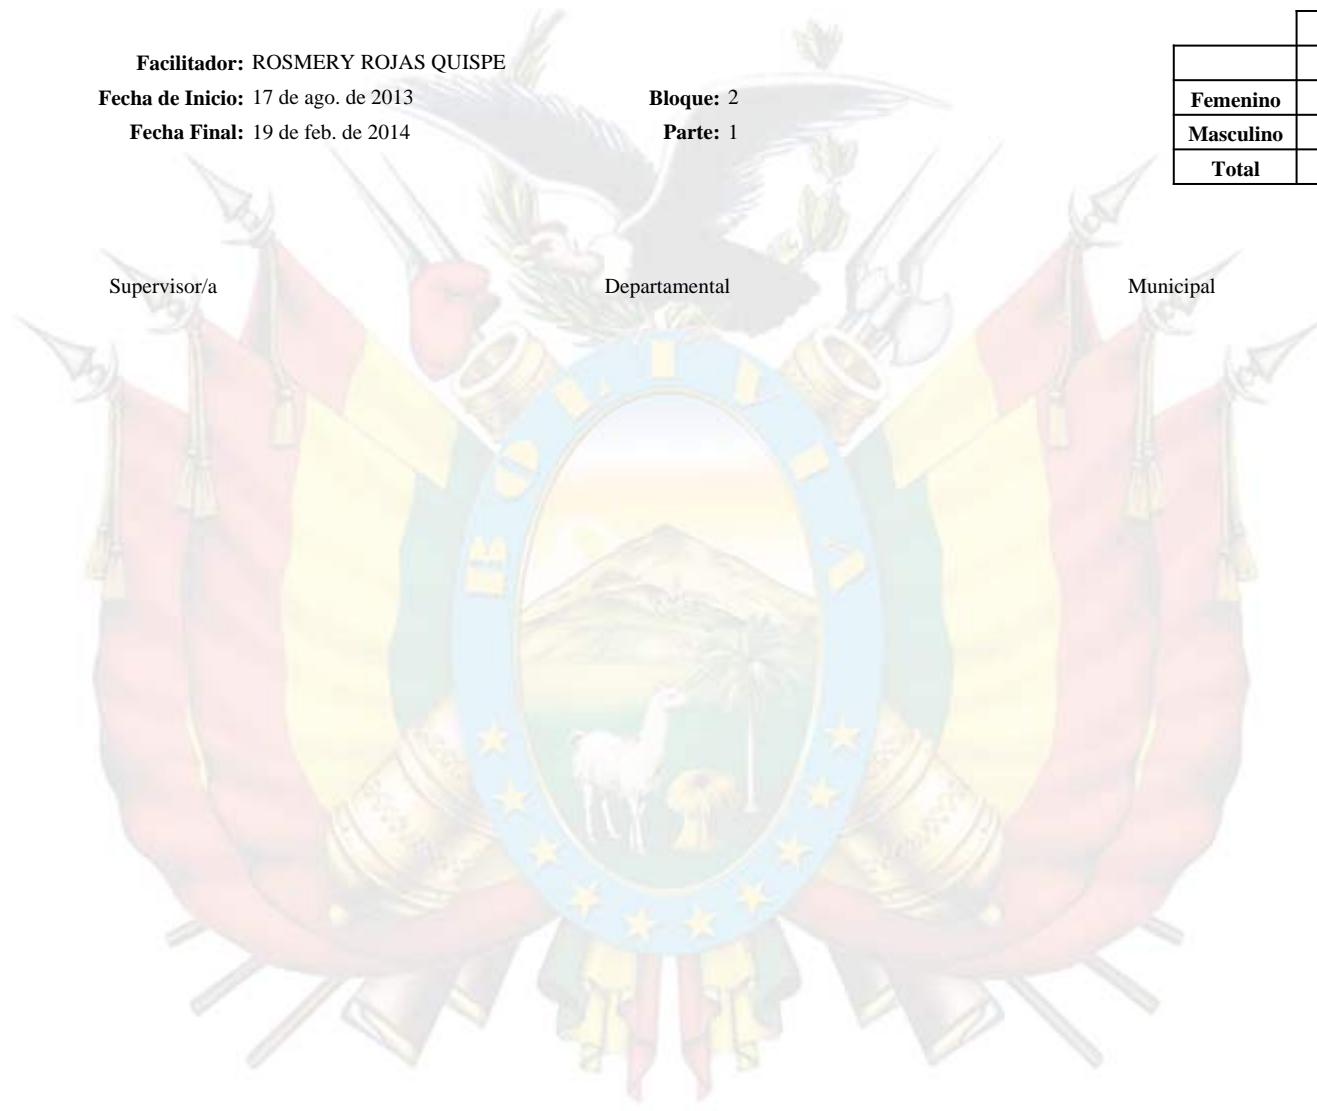 Facilitador: ROSMERY ROJAS QUISPE
Fecha de Inicio: 17 de ago. de 2013 Bloque: 2
Fecha Final: 19 de feb. de 2014 Parte: 1
Femenino
Masculino
Total
Supervisor/a Departamental Municipal
BOLIVIA